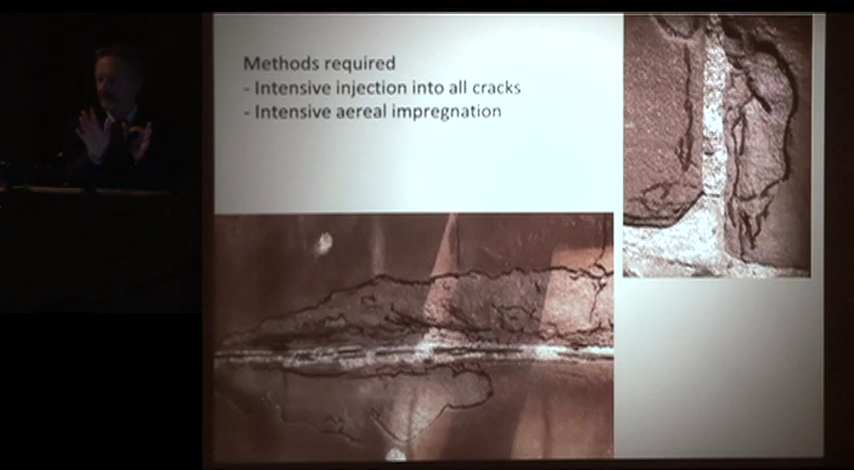 Methods required
- Intensive injection into all cracks
- Intensive aereal impregnation